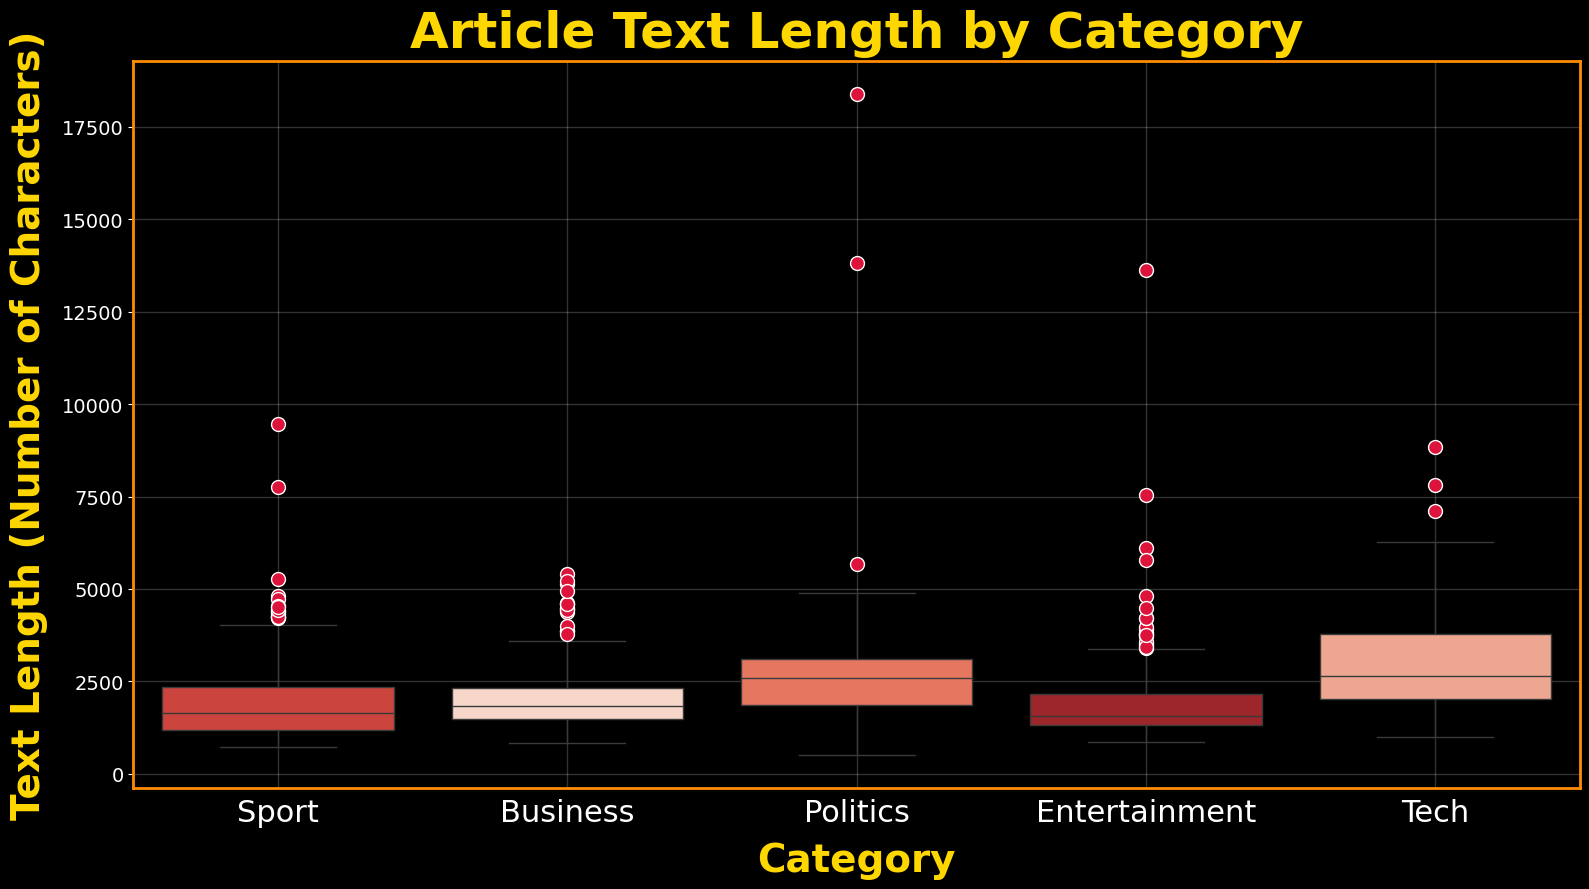 Article Text Length by Category
Text Length (Number of Characters)
17500
15000
12500
10000
7500
5000
2500
0
Sport
Business
Politics
Entertainment
Tech
Category